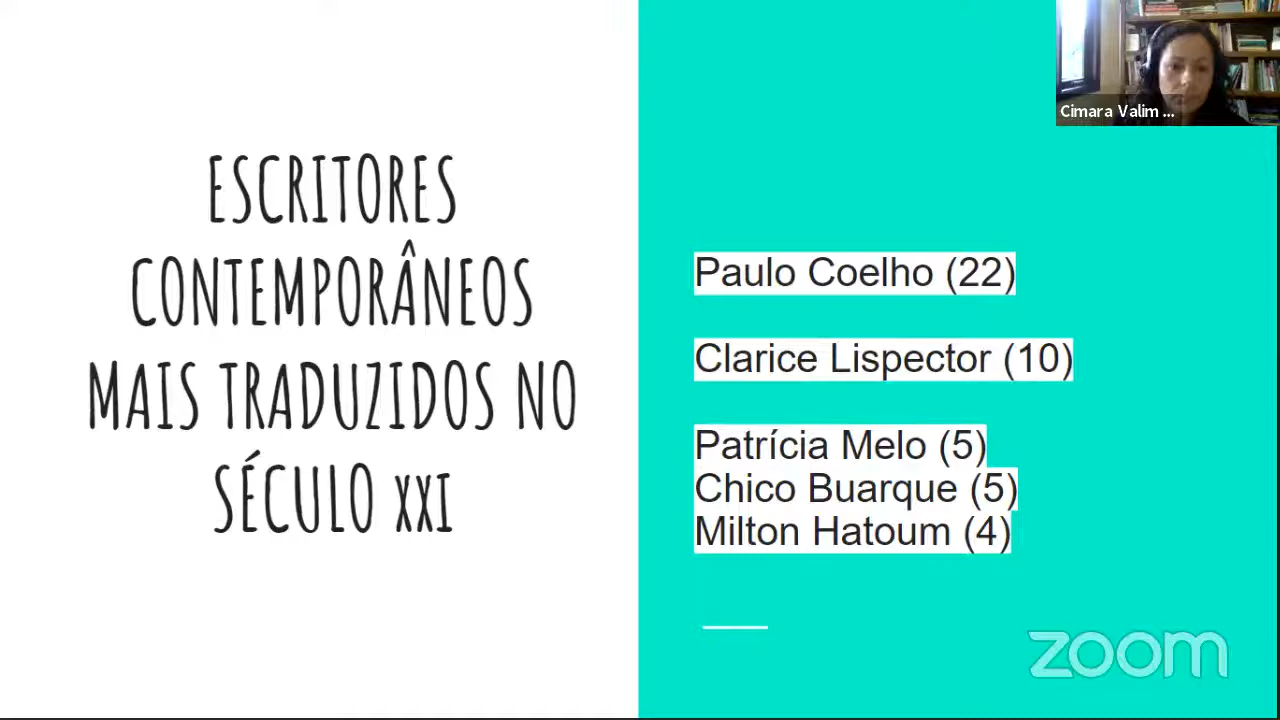 ESCRITORES
CONTEMPORÂNEOS
MAIS TRADUZIDOS NO
SÉCULO XXI
Paulo Coelho (22)
Clarice Lispector (10)
Patrícia Melo (5)
Chico Buarque (5)
Milton Hatoum (4)
Cimara Valim ...
zoom